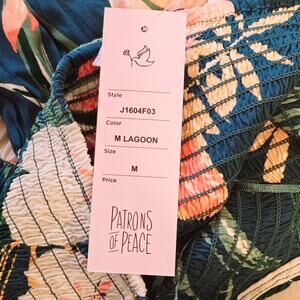 Style
J1604F03
Color
M LAGOON
Size
M
Price
PATRONS
OF PEACE